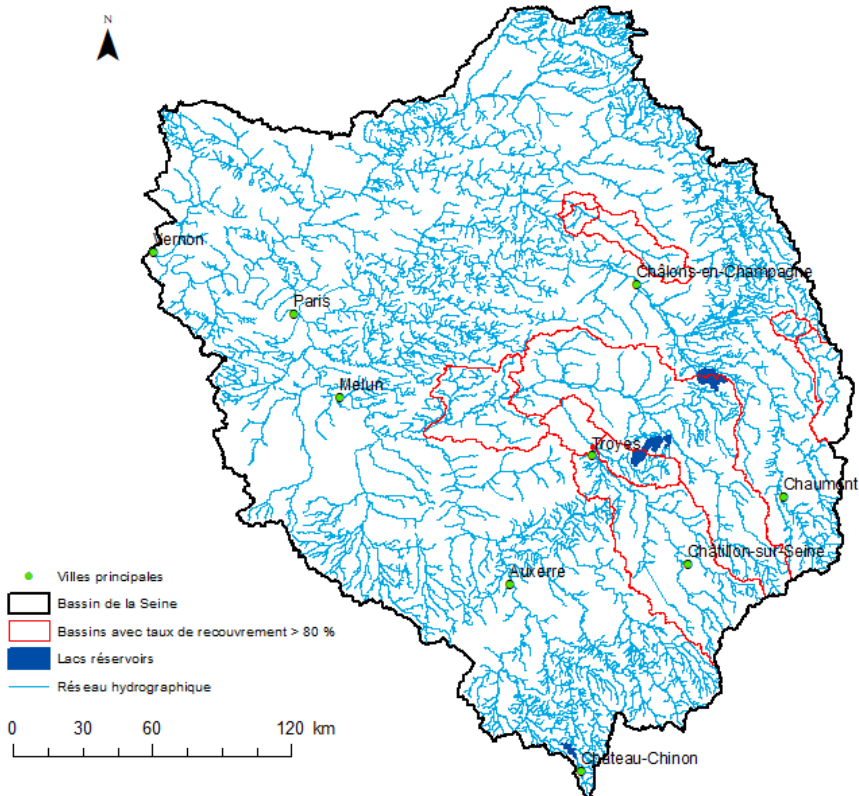 N
Vernon
Châlons-en-Champagne
Paris
Melun
Troyes
Chaumont
Châtillon-sur-Seine
Auxerre
Château-Chinon
Villes principales
Bassin de la Seine
Bassins avec taux de recouvrement > 80 %
Lacs réservoirs
Réseau hydrographique
0 30 60 120 km